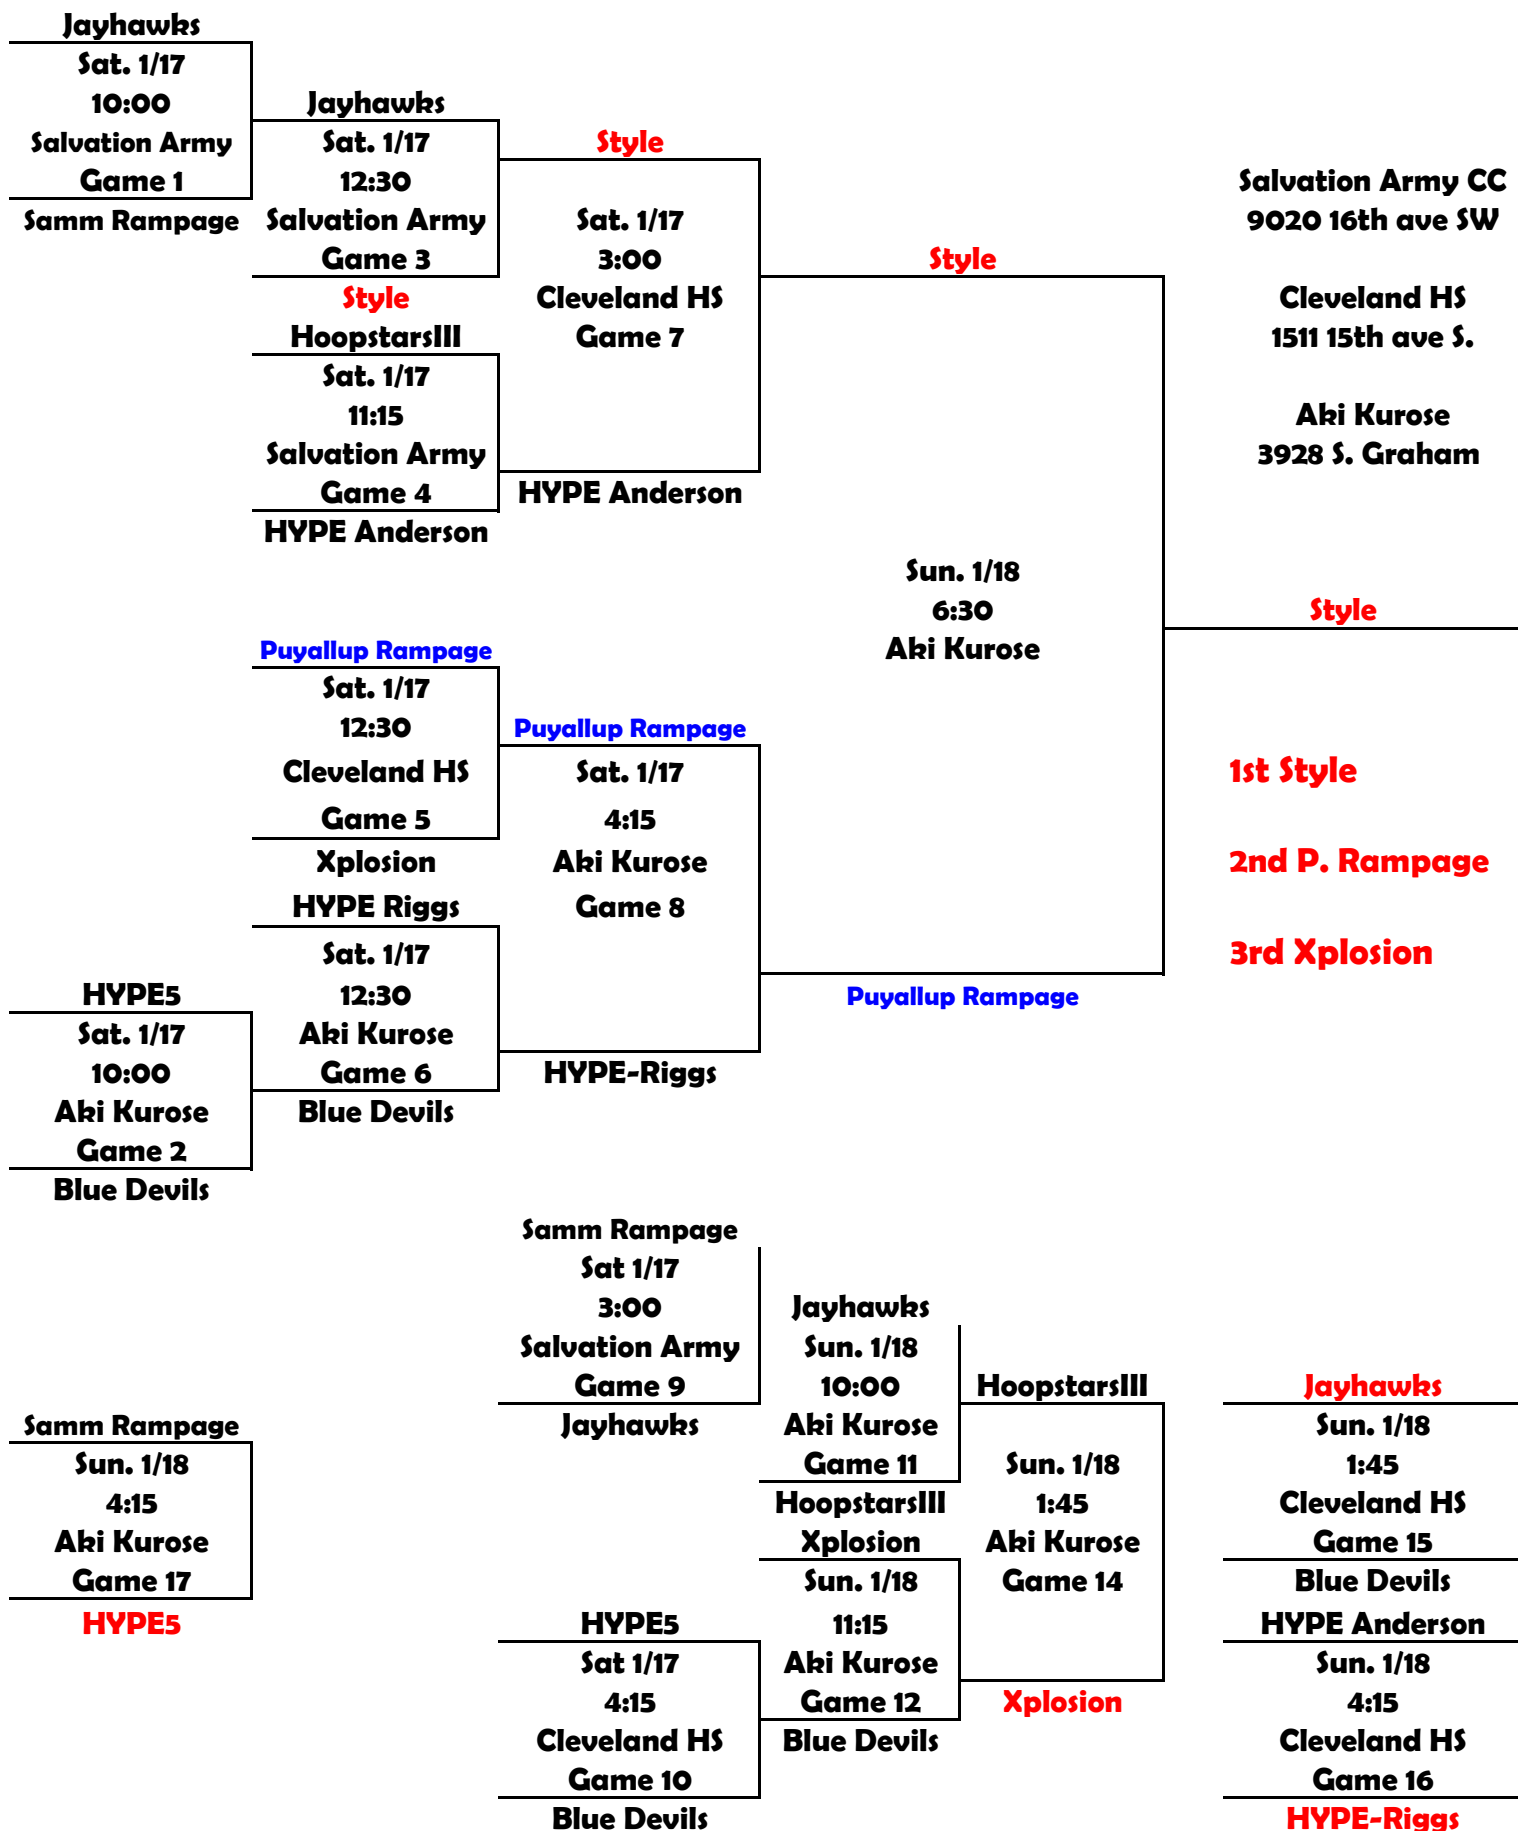 Jayhawks
Sat. 1/17
10:00
Salvation Army
Game 1
Samm Rampage
Jayhawks
Sat. 1/17
12:30
Salvation Army
Game 3
Style
HoopstarsIII
Sat. 1/17
11:15
Salvation Army
Game 4
HYPE Anderson
Style
Sat. 1/17
3:00
Cleveland HS
Game 7
HYPE Anderson
Style
Salvation Army CC
9020 16th ave SW
Cleveland HS
1511 15th ave S.
Aki Kurose
3928 S. Graham
Sun. 1/18
6:30
Aki Kurose
Style
Puyallup Rampage
Sat. 1/17
12:30
Cleveland HS
Game 5
Xplosion
HYPE Riggs
Sat. 1/17
12:30
Aki Kurose
Game 6
Blue Devils
Puyallup Rampage
Sat. 1/17
4:15
Aki Kurose
Game 8
HYPE-Riggs
Puyallup Rampage
1st Style
2nd P. Rampage
3rd Xplosion
HYPE5
Sat. 1/17
10:00
Aki Kurose
Game 2
Blue Devils
Samm Rampage
Sat 1/17
3:00
Salvation Army
Game 9
Jayhawks
Jayhawks
Sun. 1/18
10:00
Aki Kurose
Game 11
HoopstarsIII
Xplosion
Sun. 1/18
11:15
Aki Kurose
Game 12
Blue Devils
HoopstarsIII
Sun. 1/18
1:45
Aki Kurose
Game 14
Xplosion
Jayhawks
Sun. 1/18
1:45
Cleveland HS
Game 15
Blue Devils
HYPE Anderson
Sun. 1/18
4:15
Cleveland HS
Game 16
HYPE-Riggs
Samm Rampage
Sun. 1/18
4:15
Aki Kurose
Game 17
HYPE5
HYPE5
Sat 1/17
4:15
Cleveland HS
Game 10
Blue Devils